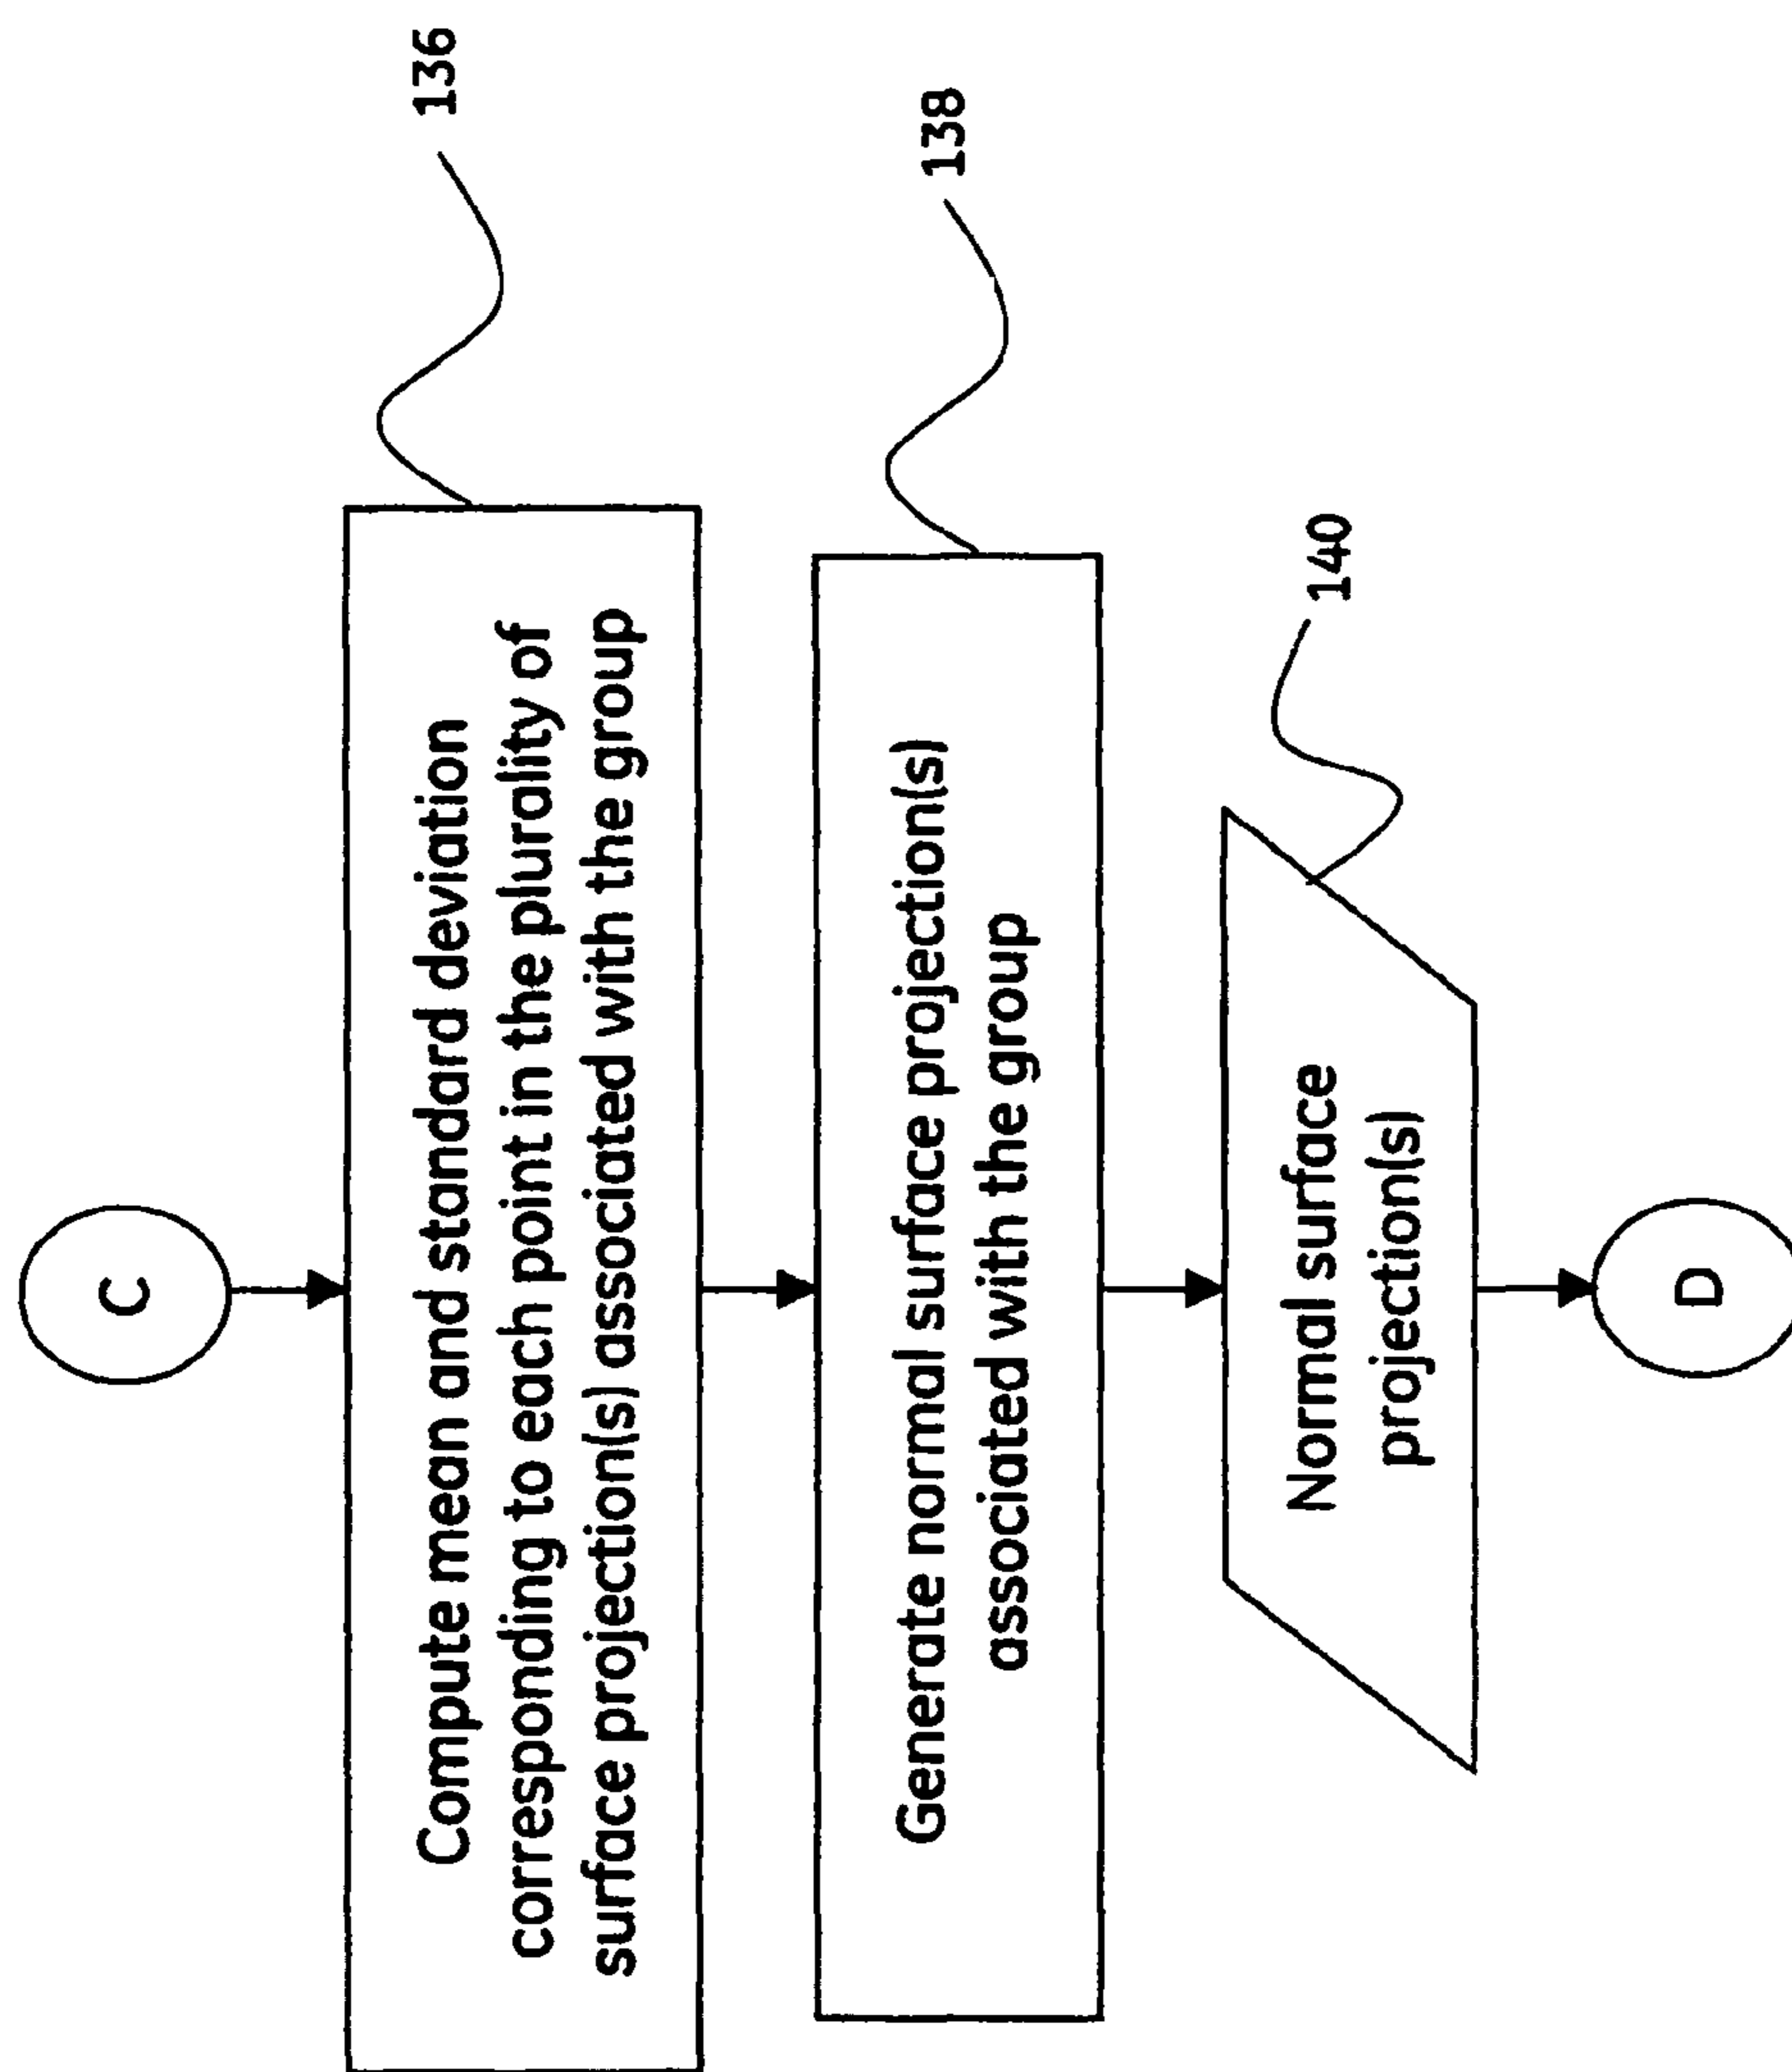 C
136
Compute mean and standard deviation
corresponding to each point in the plurality of
surface projection(s) associated with the group
138
Generate normal surface projection(s)
associated with the group
140
Normal surface
projection(s)
D